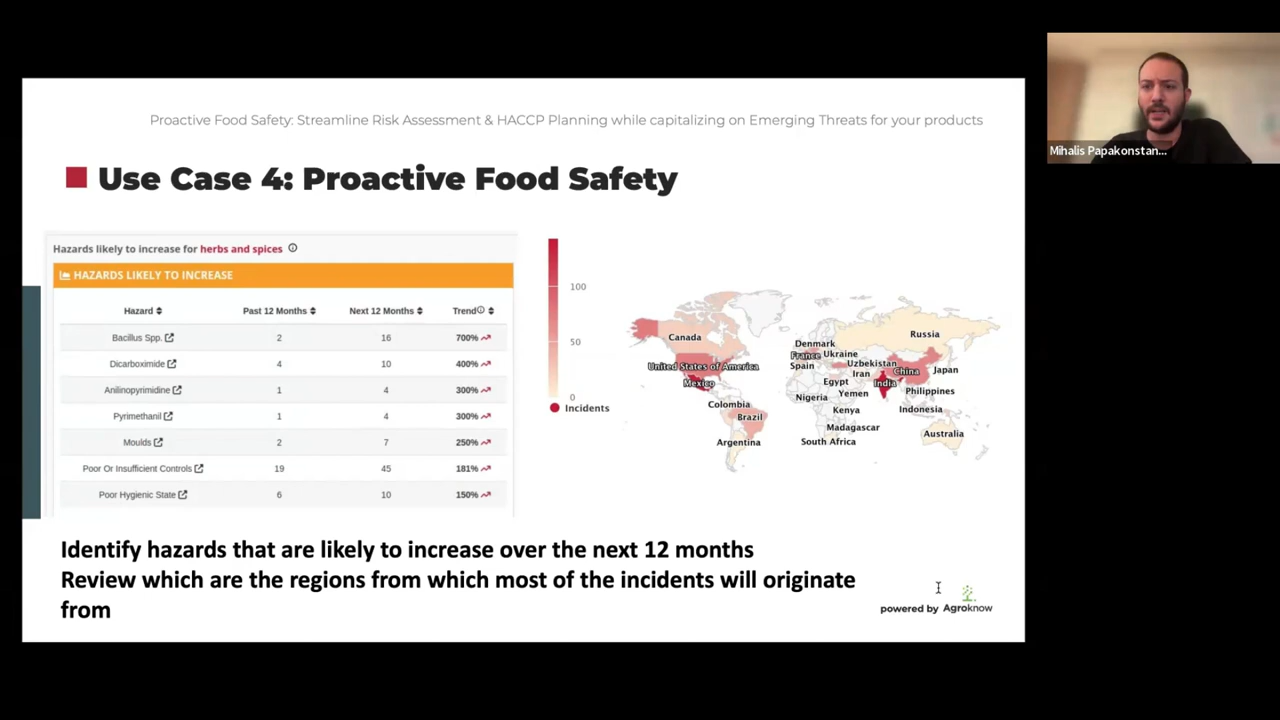 Proactive Food Safety: Streamline Risk Assessment & HACCP Planning while capitalizing on Emerging Threats for your products
Mihalis Papakonstan...
Use Case 4: Proactive Food Safety
Hazards likely to increase for herbs and spices
HAZARDS LIKELY TO INCREASE
Hazard Past 12 Months Next 12 Months Trend
Bacillus Spp. 2 16 700%
Dicarboximide 4 10 400%
Anilinopyrimidine 1 4 300%
Pyrimethanil 1 4 300%
Moulds 2 7 250%
Poor Or Insufficient Controls 19 45 181%
Poor Hygienic State 6 10 150%
100
50
0
Incidents
Russia
Canada
Denmark
France Ukraine
Spain
Uzbekistan
United States of America
Iran
China
Japan
Mexico
Egypt
India
Yemen
Philippines
Nigeria
Colombia
Kenya
Indonesia
Brazil
Madagascar
Australia
Argentina
South Africa
Identify hazards that are likely to increase over the next 12 months
Review which are the regions from which most of the incidents will originate
from
powered by Agroknow